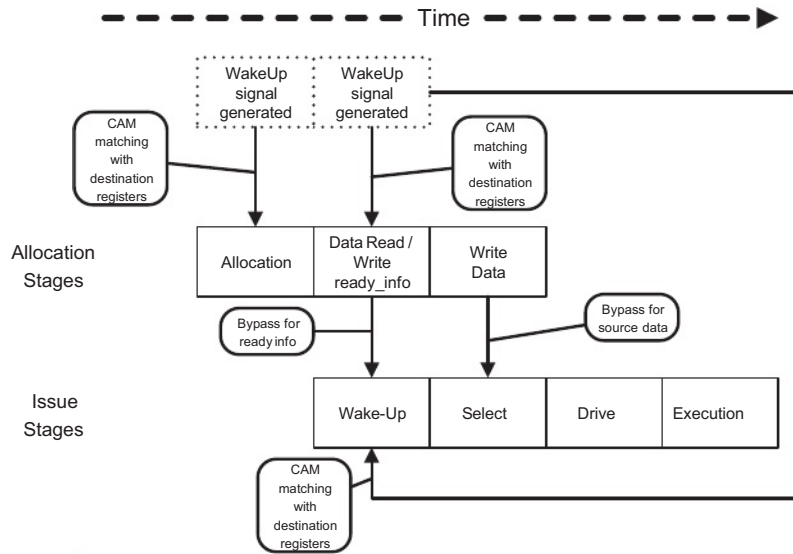 Time
WakeUp
signal
generated
WakeUp
signal
generated
CAM
matching
with
destination
registers
CAM
matching
with
destination
registers
Allocation
Stages
Allocation
Data Read /
Write
ready_info
Write
Data
Bypass for
ready info
Bypass for
source data
Issue
Stages
Wake-Up
Select
Drive
Execution
CAM
matching
with
destination
registers